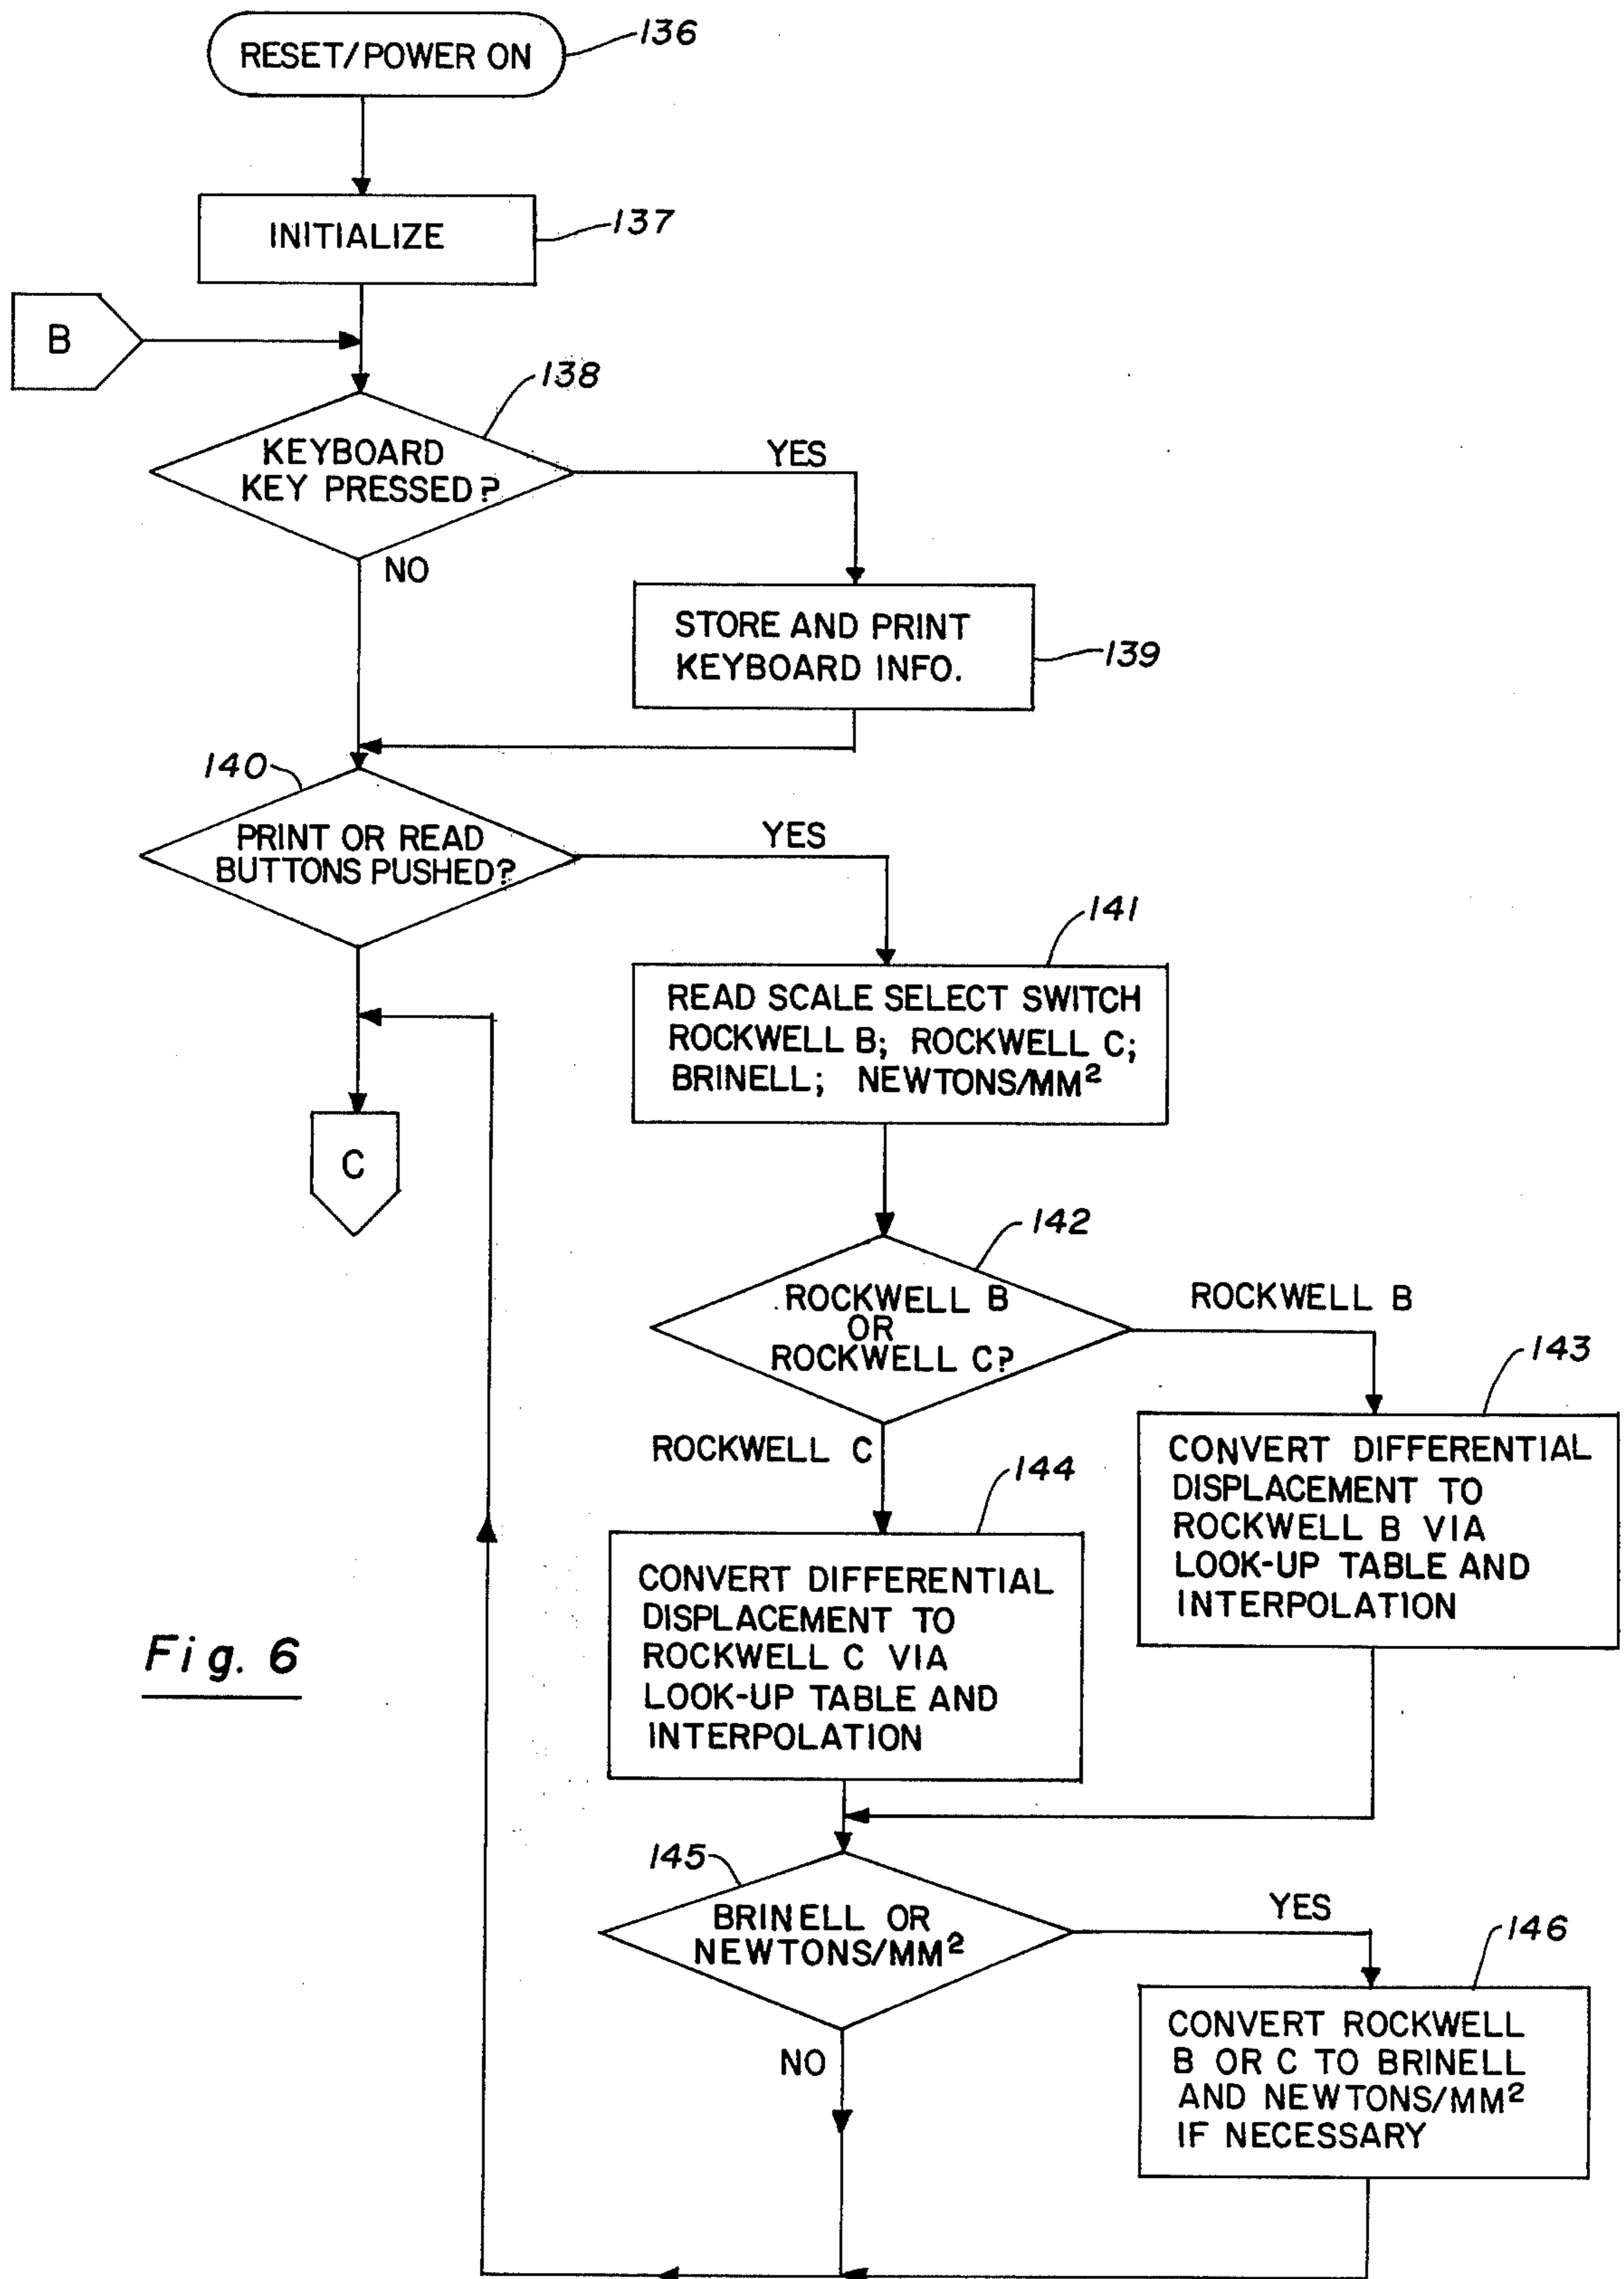 RESET/POWER ON
136
INITIALIZE
137
B
138
KEYBOARD
KEY PRESSED?
YES
NO
STORE AND PRINT
KEYBOARD INFO.
139
140
PRINT OR READ
BUTTONS PUSHED?
YES
141
READ SCALE SELECT SWITCH
ROCKWELL B; ROCKWELL C;
BRINELL; NEWTONS/MM²
C
142
ROCKWELL B
OR
ROCKWELL C?
ROCKWELL B
143
CONVERT DIFFERENTIAL
DISPLACEMENT TO
ROCKWELL B VIA
LOOK-UP TABLE AND
INTERPOLATION
ROCKWELL C
144
CONVERT DIFFERENTIAL
DISPLACEMENT TO
ROCKWELL C VIA
LOOK-UP TABLE AND
INTERPOLATION
Fig. 6
145
BRINELL OR
NEWTONS/MM²
YES
146
CONVERT ROCKWELL
B OR C TO BRINELL
AND NEWTONS/MM²
IF NECESSARY
NO